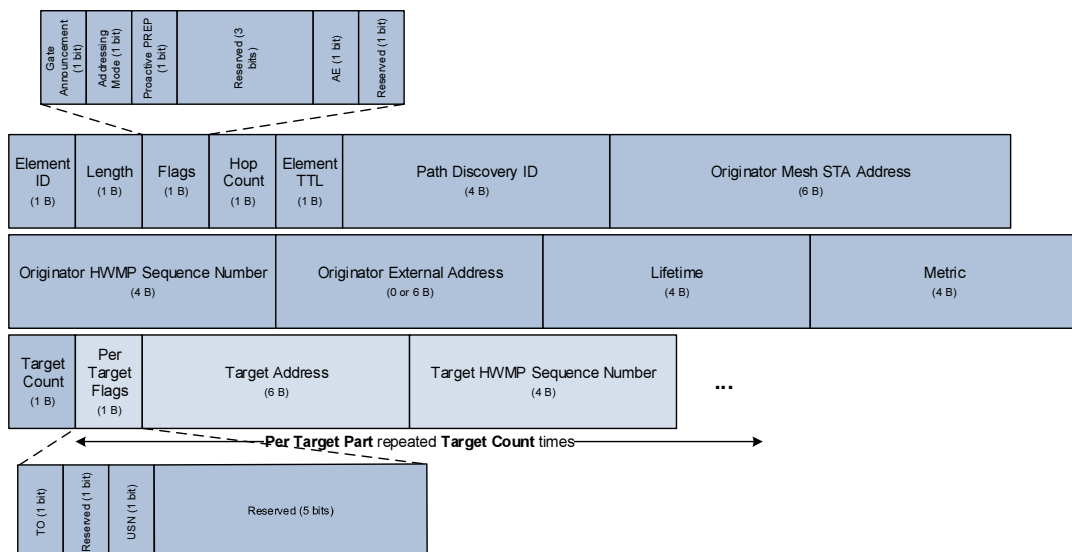 Gate
Announcement
(1 bit)
Addressing
Mode (1 bit)
Proactive PREP
(1 bit)
Reserved (3
bits)
AE (1 bit)
Reserved (1 bit)
Element
ID
(1 B)
Length
(1 B)
Flags
(1 B)
Hop
Count
(1 B)
Element
TTL
(1 B)
Path Discovery ID
(4 B)
Originator Mesh STA Address
(6 B)
Originator HWMP Sequence Number
(4 B)
Originator External Address
(0 or 6 B)
Lifetime
(4 B)
Metric
(4 B)
Target
Count
(1 B)
Per
Target
Flags
(1 B)
Target Address
(6 B)
Target HWMP Sequence Number
(4 B)
...
Per Target Part repeated Target Count times
TO (1 bit)
Reserved (1 bit)
USN (1 bit)
Reserved (5 bits)